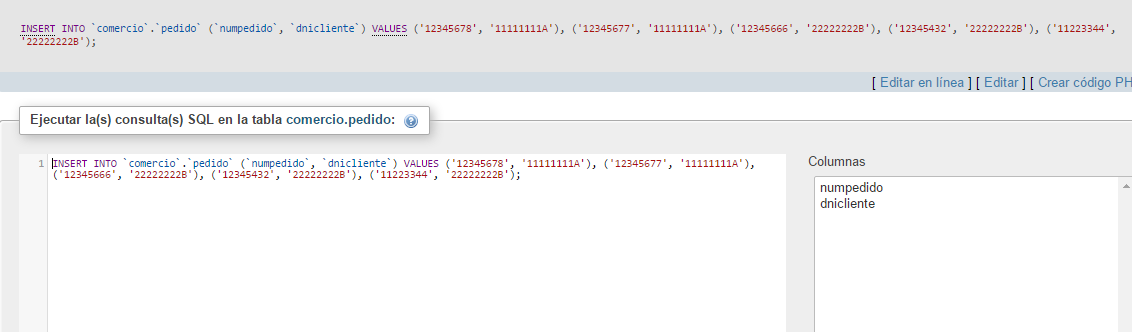 INSERT INTO `comercio`.`pedido` (`numpedido`, `dnicliente`) VALUES ('12345678', '11111111A'), ('12345677', '11111111A'), ('12345666', '22222222B'), ('12345432', '22222222B'), ('11223344',
'22222222B');
[ Editar en línea ] [ Editar ] [ Crear código PH
Ejecutar la(s) consulta(s) SQL en la tabla comercio.pedido:
1 INSERT INTO `comercio`.`pedido` (`numpedido`, `dnicliente`) VALUES ('12345678', '11111111A'), ('12345677', '11111111A'),
('12345666', '22222222B'), ('12345432', '22222222B'), ('11223344', '22222222B');
Columnas
numpedido
dnicliente